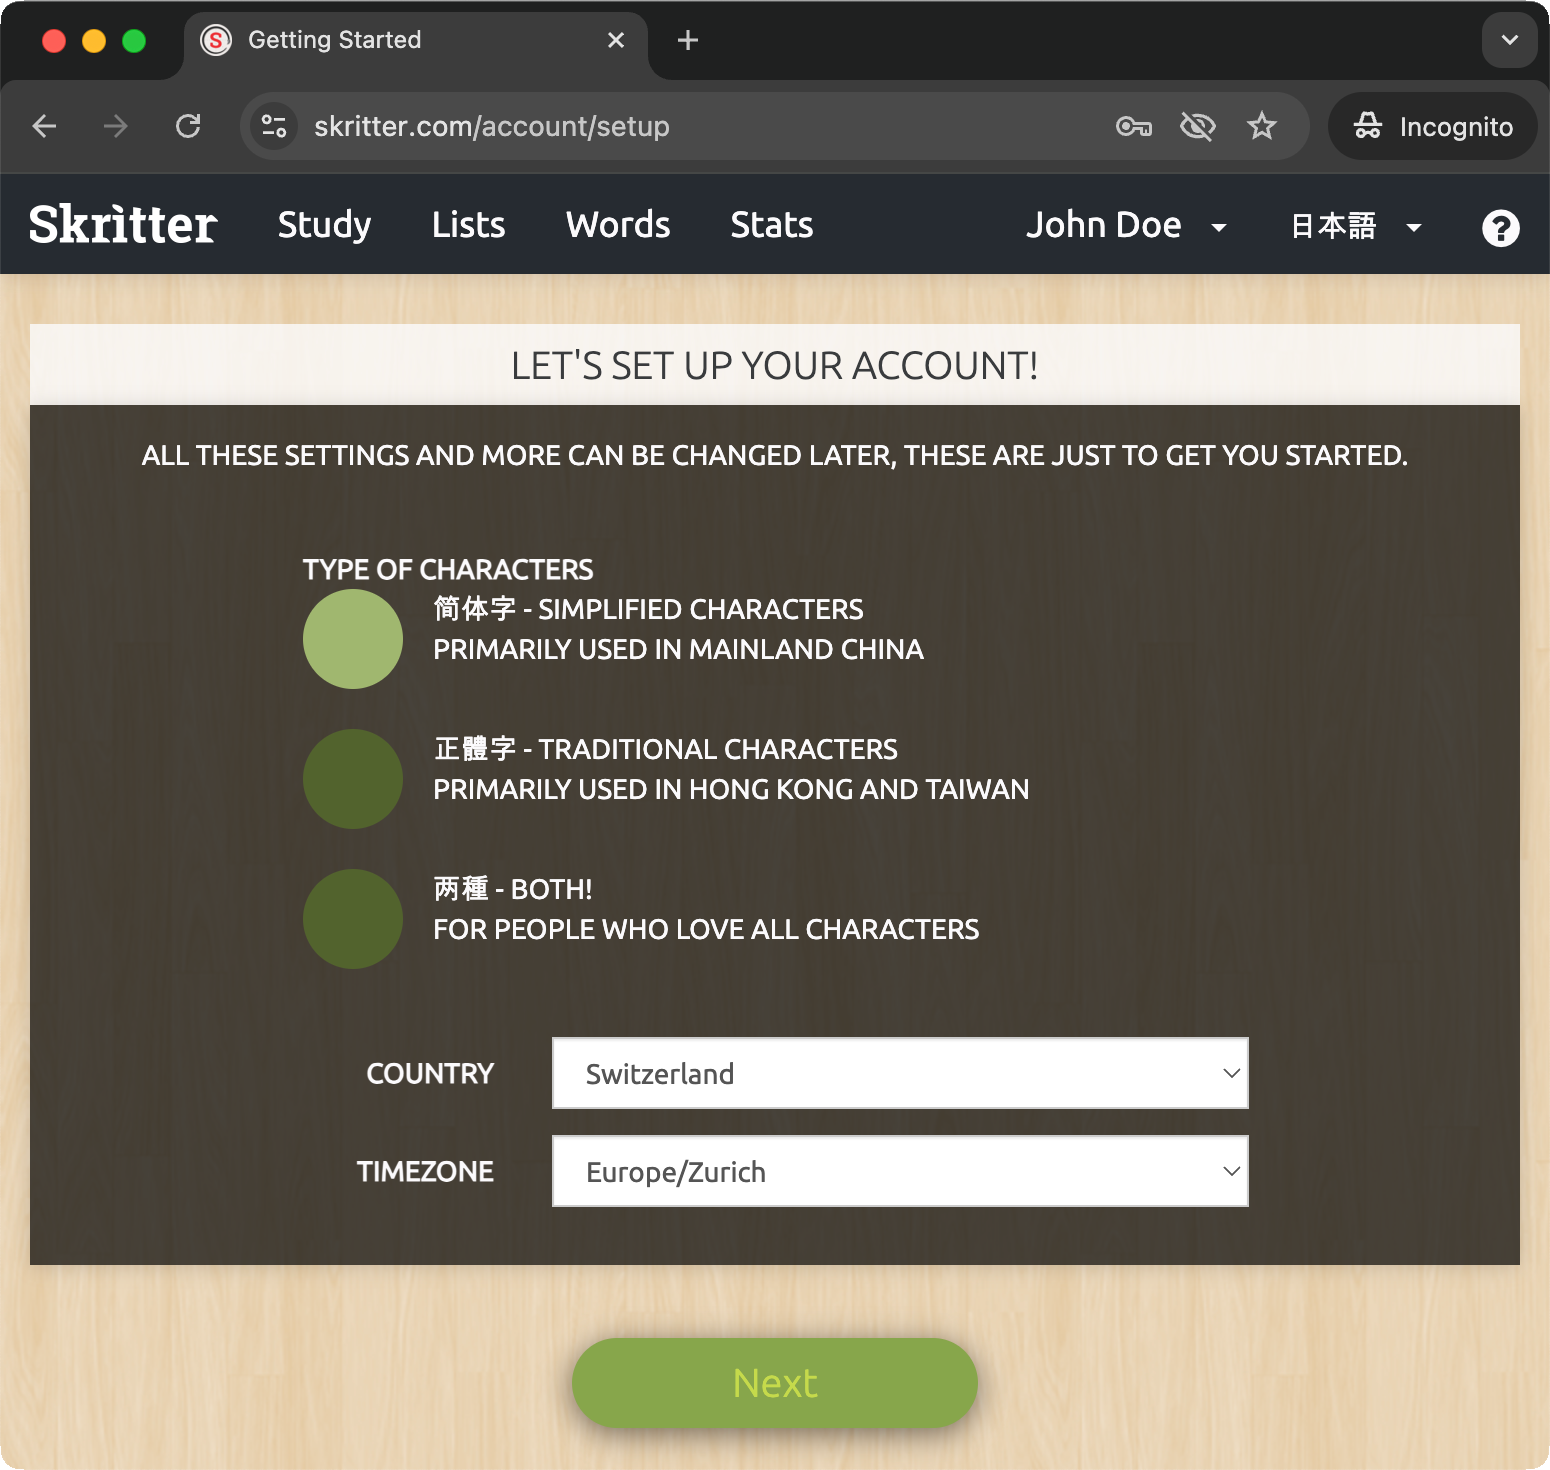 Getting Started
skritter.com/account/setup
Incognito
Skritter Study Lists Words Stats John Doe 日本語
LET'S SET UP YOUR ACCOUNT!
ALL THESE SETTINGS AND MORE CAN BE CHANGED LATER, THESE ARE JUST TO GET YOU STARTED.
TYPE OF CHARACTERS
简体字 - SIMPLIFIED CHARACTERS
PRIMARILY USED IN MAINLAND CHINA
正體字 - TRADITIONAL CHARACTERS
PRIMARILY USED IN HONG KONG AND TAIWAN
两種 - BOTH!
FOR PEOPLE WHO LOVE ALL CHARACTERS
COUNTRY Switzerland
TIMEZONE Europe/Zurich
Next